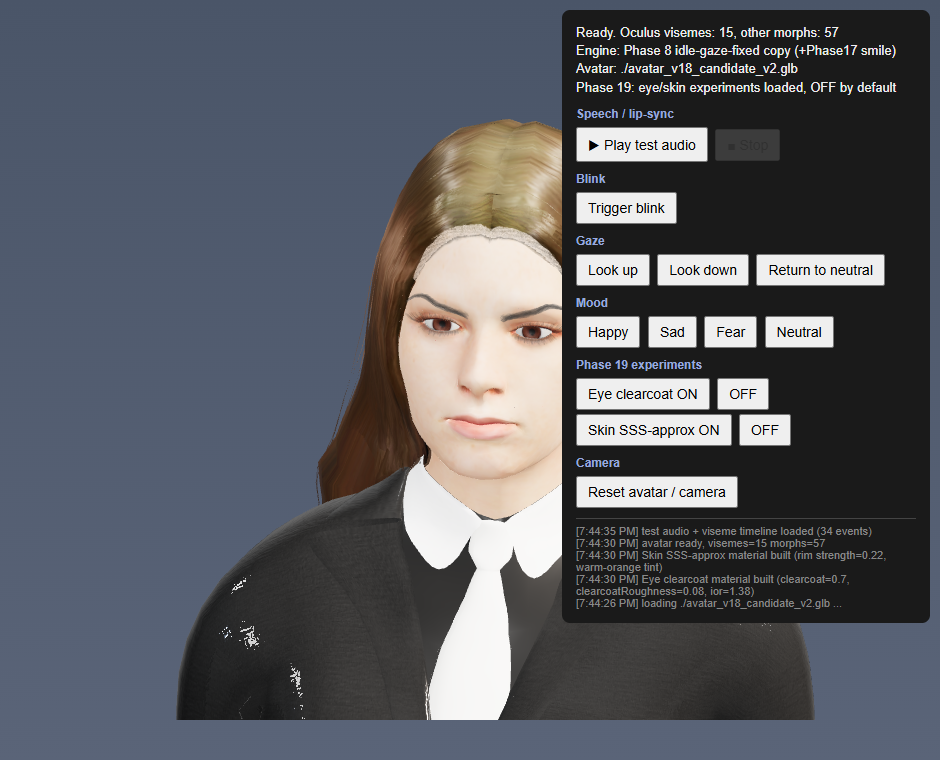 Ready. Oculus visemes: 15, other morphs: 57
Engine: Phase 8 idle-gaze-fixed copy (+Phase17 smile)
Avatar: ./avatar_v18_candidate_v2.glb
Phase 19: eye/skin experiments loaded, OFF by default
Speech / lip-sync
▶ Play test audio ■ Stop
Blink
Trigger blink
Gaze
Look up Look down Return to neutral
Mood
Happy Sad Fear Neutral
Phase 19 experiments
Eye clearcoat ON OFF
Skin SSS-approx ON OFF
Camera
Reset avatar / camera
[7:44:35 PM] test audio + viseme timeline loaded (34 events)
[7:44:30 PM] avatar ready, visemes=15 morphs=57
[7:44:30 PM] Skin SSS-approx material built (rim strength=0.22,
warm-orange tint)
[7:44:30 PM] Eye clearcoat material built (clearcoat=0.7,
clearcoatRoughness=0.08, ior=1.38)
[7:44:26 PM] loading ./avatar_v18_candidate_v2.glb ...